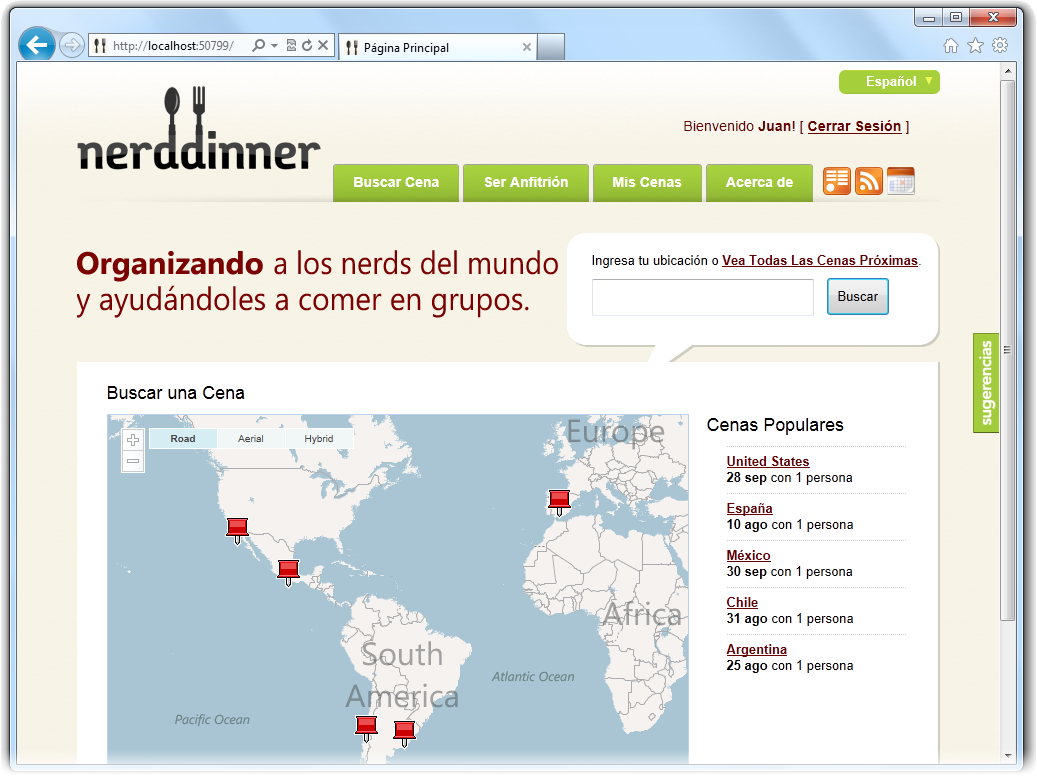 http://localhost:50799/
Página Principal
Español
Bienvenido Juan! [ Cerrar Sesión ]
nerddinner
Buscar Cena
Ser Anfitrión
Mis Cenas
Acerca de
Organizando a los nerds del mundo
y ayudándoles a comer en grupos.
Ingresa tu ubicación o Vea Todas Las Cenas Próximas.
Buscar
sugerencias
Buscar una Cena
Road
Aerial
Hybrid
Europe
Africa
South
America
Atlantic Ocean
Pacific Ocean
Cenas Populares
United States
28 sep con 1 persona
España
10 ago con 1 persona
México
30 sep con 1 persona
Chile
31 ago con 1 persona
Argentina
25 ago con 1 persona